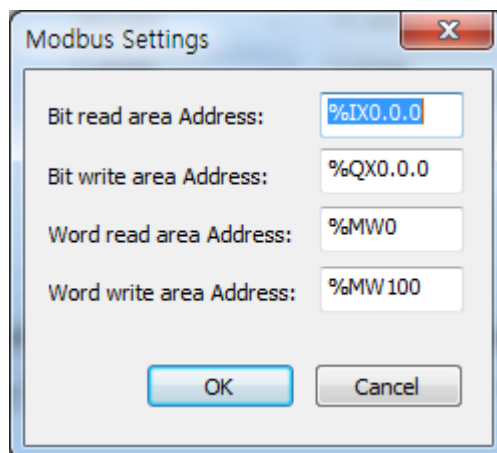 Modbus Settings
Bit read area Address: %IX0.0.0
Bit write area Address: %QX0.0.0
Word read area Address: %MW0
Word write area Address: %MW100
OK Cancel